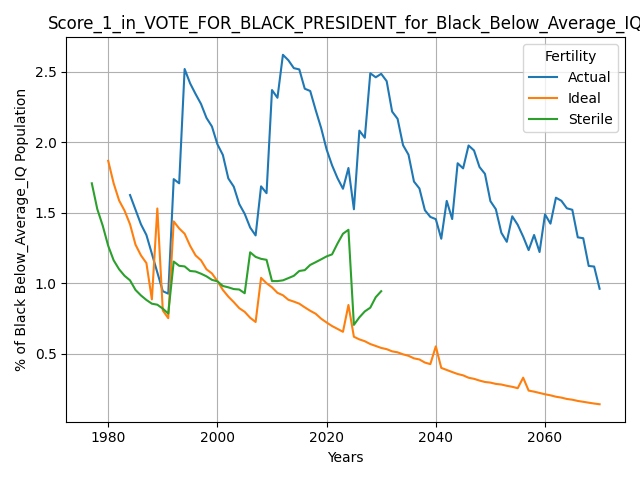 Score_1_in_VOTE_FOR_BLACK_PRESIDENT_for_Black_Below_Average_IQ
Fertility
Actual
Ideal
Sterile
% of Black Below_Average_IQ Population
2.5
2.0
1.5
1.0
0.5
1980 2000 2020 2040 2060
Years